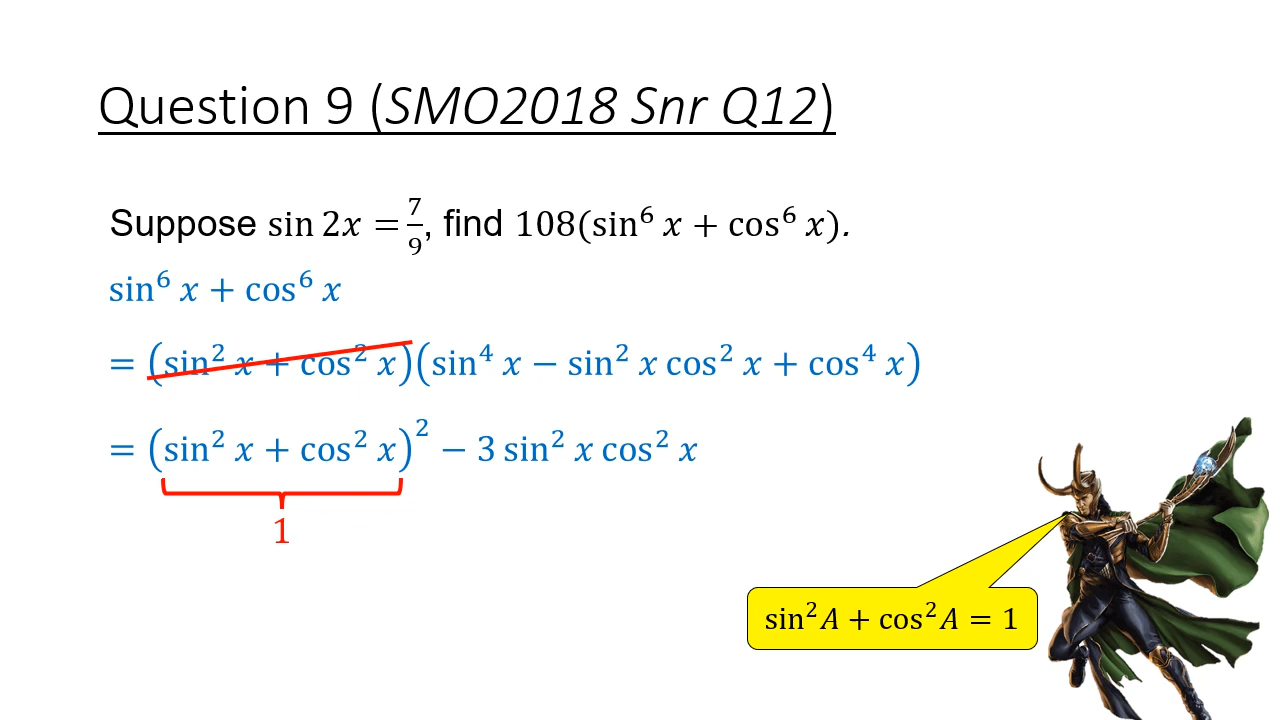 Question 9 (SMO2018 Snr Q12)
Suppose sin 2x = 7/9, find 108(sin⁶ x + cos⁶ x).
sin⁶ x + cos⁶ x
= (sin² x + cos² x)(sin⁴ x − sin² x cos² x + cos⁴ x)
= (sin² x + cos² x)² − 3 sin² x cos² x
1
sin²A + cos²A = 1